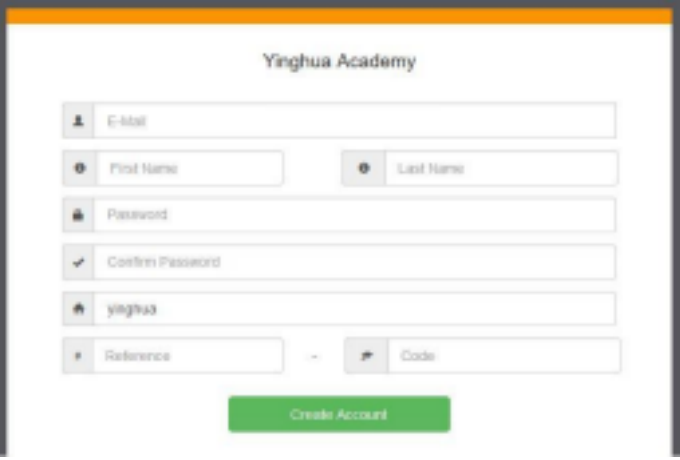 Yinghua Academy
E-Mail
First Name Last Name
Password
Confirm Password
yinghua
Reference - Code
Create Account